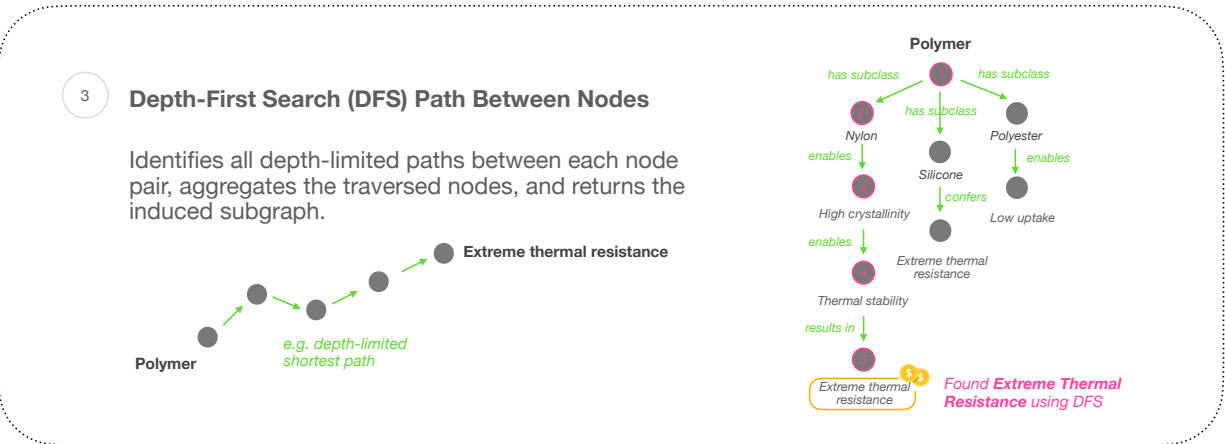 3
Depth-First Search (DFS) Path Between Nodes
Identifies all depth-limited paths between each node
pair, aggregates the traversed nodes, and returns the
induced subgraph.
Extreme thermal resistance
e.g. depth-limited
shortest path
Polymer
Polymer
has subclass
1
has subclass
2
has subclass
Nylon
Polyester
enables
Silicone
enables
3
confers
High crystallinity
Low uptake
enables
Extreme thermal
resistance
4
Thermal stability
results in
5
$
$
Extreme thermal
resistance
Found Extreme Thermal
Resistance using DFS